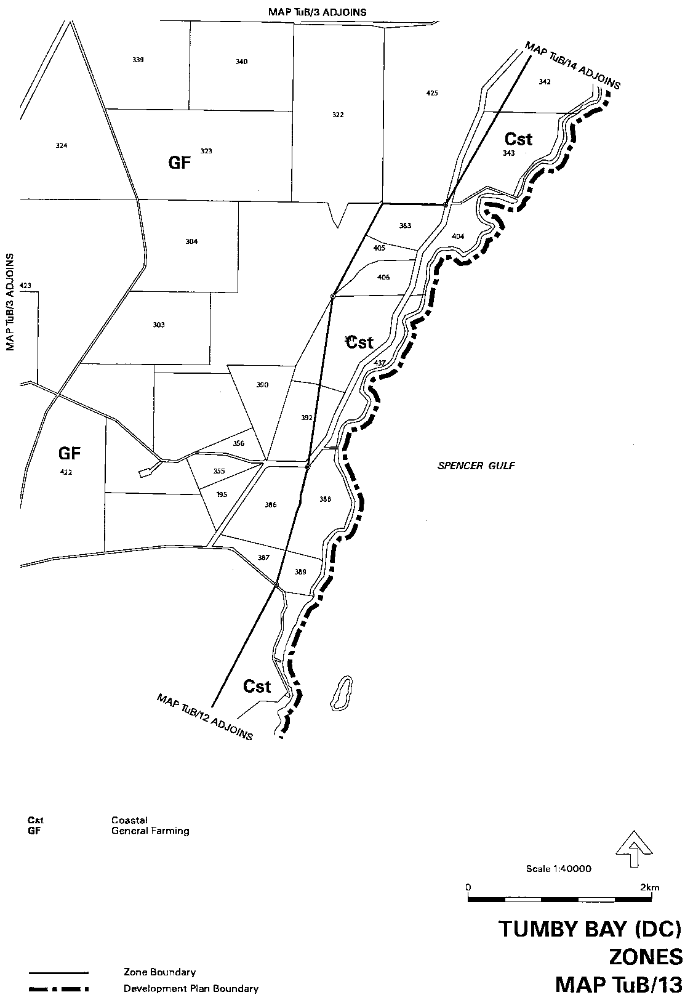 MAP TuB/3 ADJOINS
MAP TuB/14 ADJOINS
339
340
342
425
322
Cst
324
323
343
GF
383
404
304
405
MAP TuB/3 ADJOINS
406
423
303
Cst
437
390
392
356
GF
SPENCER GULF
422
355
195
388
386
387
389
Cst
MAP TuB/12 ADJOINS
Cst Coastal
GF General Farming
Scale 1:40000
0 2km
TUMBY BAY (DC)
ZONES
MAP TuB/13
Zone Boundary
Development Plan Boundary